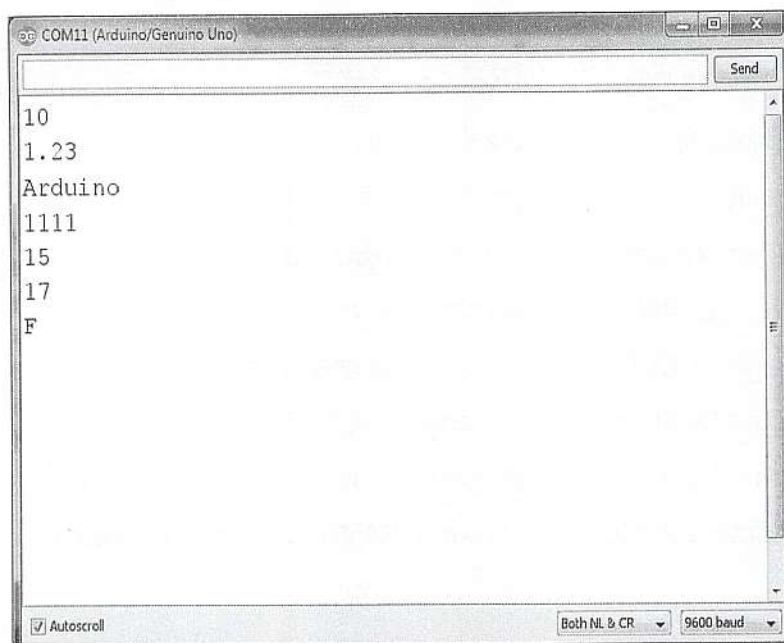 COM11 (Arduino/Genuino Uno)
Send
10
1.23
Arduino
1111
15
17
F
Autoscroll
Both NL & CR
9600 baud